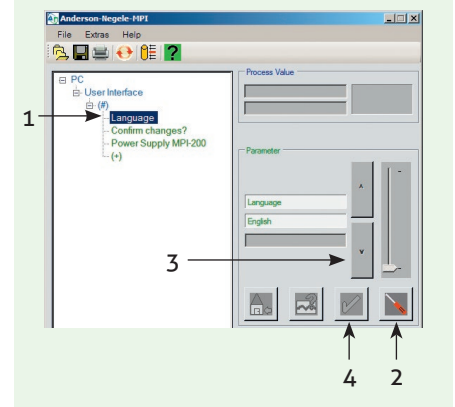 Anderson-Negele-MPI
File Extras Help
PC
User Interface
(#)
Language
Confirm changes?
Power Supply MPI-200
(+)
Process Value
Parameter
Language
English
1
3
4
2